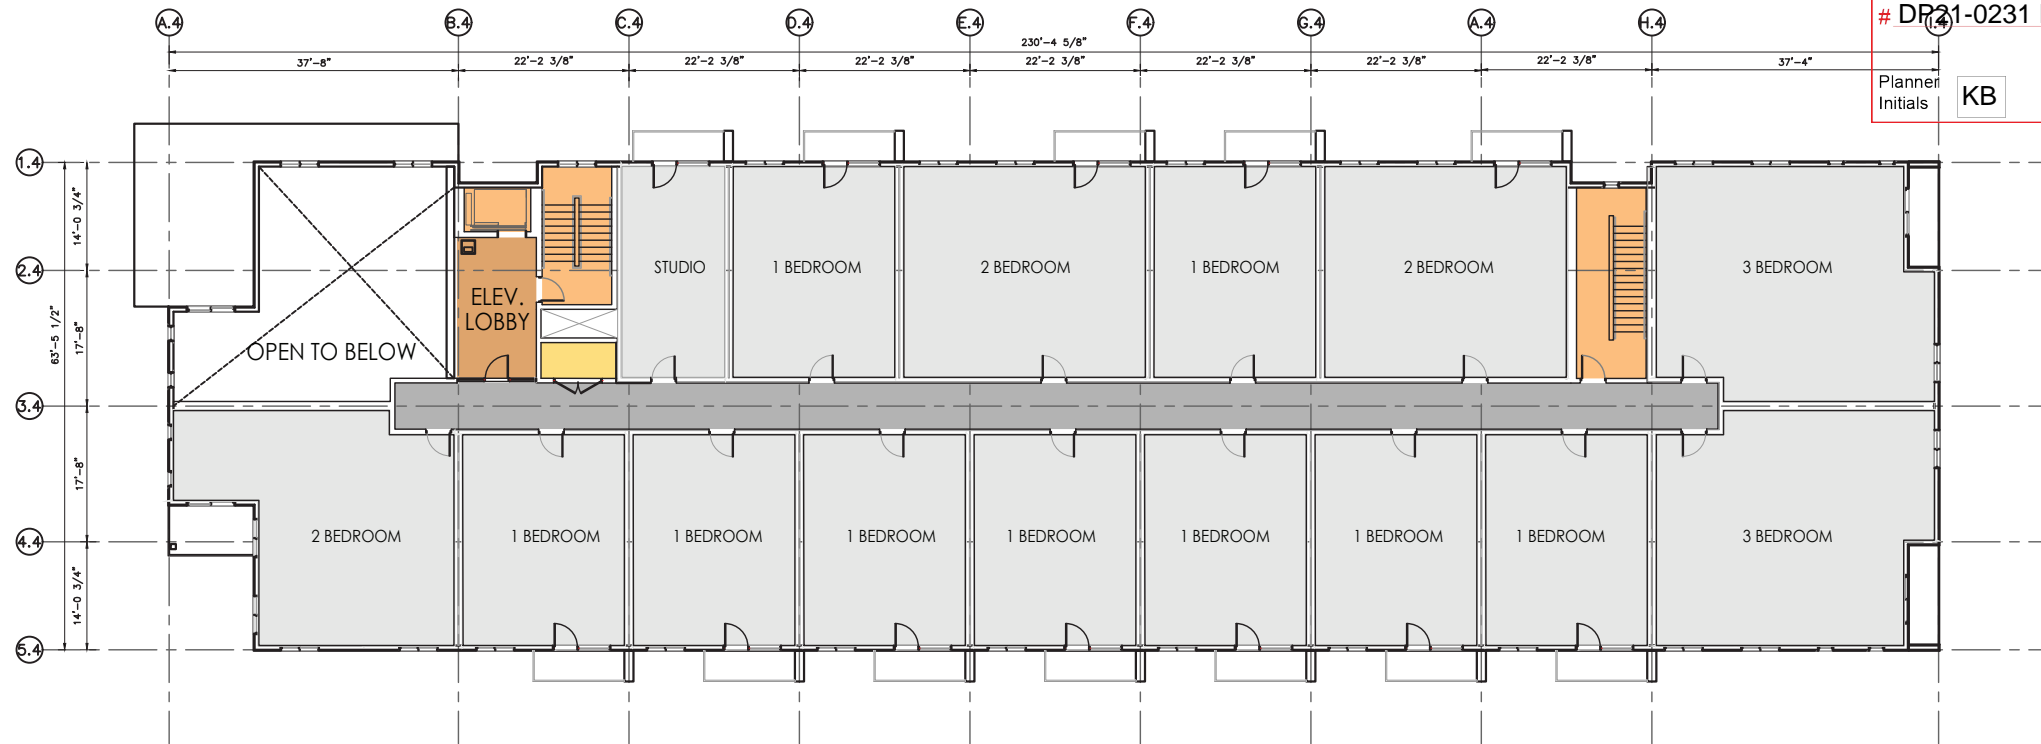 A.4 B.4 C.4 D.4 E.4 F.4 G.4 A.4 H.4 I.4
# DP21-0231
230'-4 5/8"
37'-8" 22'-2 3/8" 22'-2 3/8" 22'-2 3/8" 22'-2 3/8" 22'-2 3/8" 22'-2 3/8" 22'-2 3/8" 37'-4"
Planner
Initials
KB
1.4
14'-0 3/4"
2.4
STUDIO 1 BEDROOM 2 BEDROOM 1 BEDROOM 2 BEDROOM 3 BEDROOM
ELEV.
LOBBY
63'-5 1/2"
17'-8"
OPEN TO BELOW
3.4
17'-8"
2 BEDROOM 1 BEDROOM 1 BEDROOM 1 BEDROOM 1 BEDROOM 1 BEDROOM 1 BEDROOM 1 BEDROOM 3 BEDROOM
4.4
14'-0 3/4"
5.4